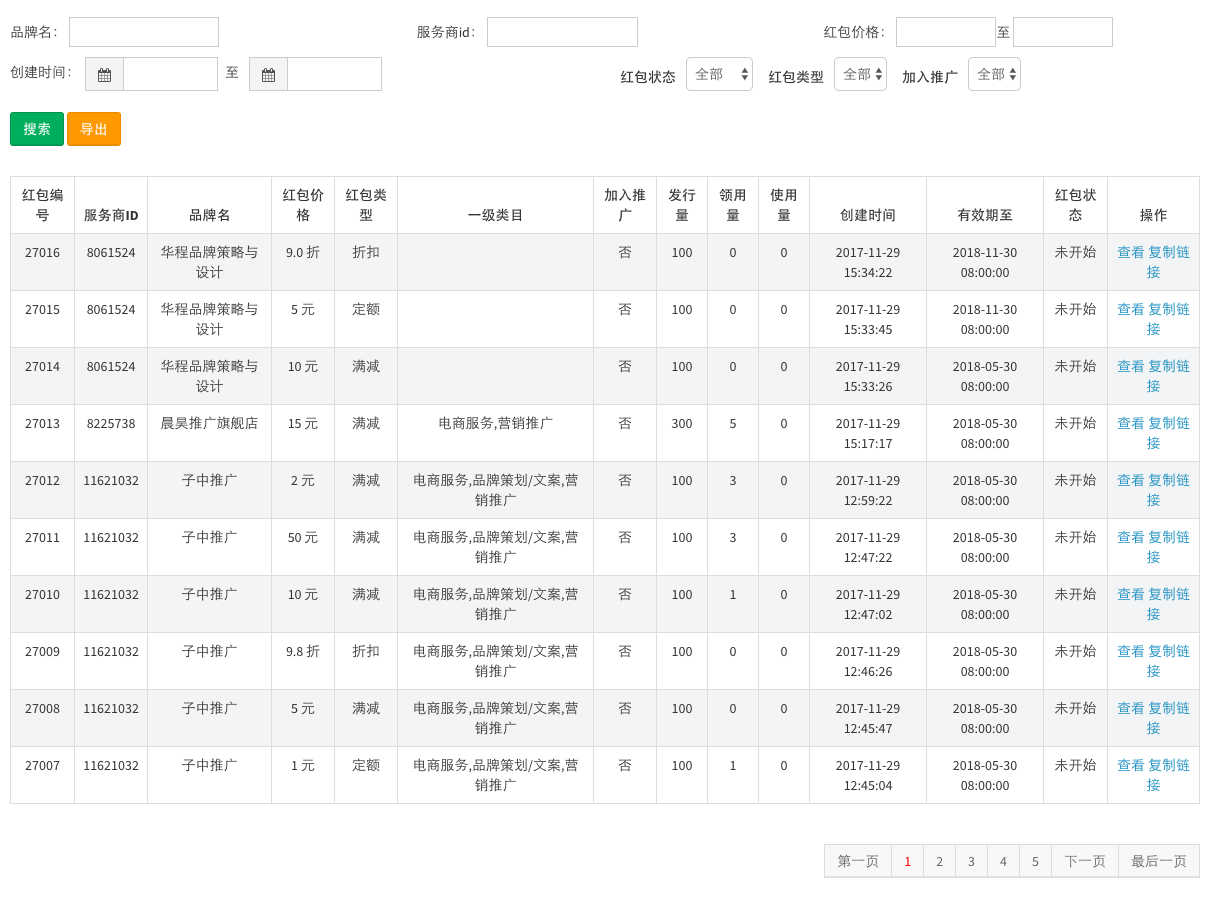 品牌名: 服务商id: 红包价格: 至
创建时间: 至 红包状态 全部 红包类型 全部 加入推广 全部
搜索 导出
红包编号 服务商ID 品牌名 红包价格 红包类型 一级类目 加入推广 发行量 领用量 使用量 创建时间 有效期至 红包状态 操作
27016 8061524 华程品牌策略与设计 9.0 折 折扣 否 100 0 0 2017-11-29 15:34:22 2018-11-30 08:00:00 未开始 查看 复制链接
27015 8061524 华程品牌策略与设计 5 元 定额 否 100 0 0 2017-11-29 15:33:45 2018-11-30 08:00:00 未开始 查看 复制链接
27014 8061524 华程品牌策略与设计 10 元 满减 否 100 0 0 2017-11-29 15:33:26 2018-05-30 08:00:00 未开始 查看 复制链接
27013 8225738 晨昊推广旗舰店 15 元 满减 电商服务,营销推广 否 300 5 0 2017-11-29 15:17:17 2018-05-30 08:00:00 未开始 查看 复制链接
27012 11621032 子中推广 2 元 满减 电商服务,品牌策划/文案,营销推广 否 100 3 0 2017-11-29 12:59:22 2018-05-30 08:00:00 未开始 查看 复制链接
27011 11621032 子中推广 50 元 满减 电商服务,品牌策划/文案,营销推广 否 100 3 0 2017-11-29 12:47:22 2018-05-30 08:00:00 未开始 查看 复制链接
27010 11621032 子中推广 10 元 满减 电商服务,品牌策划/文案,营销推广 否 100 1 0 2017-11-29 12:47:02 2018-05-30 08:00:00 未开始 查看 复制链接
27009 11621032 子中推广 9.8 折 折扣 电商服务,品牌策划/文案,营销推广 否 100 0 0 2017-11-29 12:46:26 2018-05-30 08:00:00 未开始 查看 复制链接
27008 11621032 子中推广 5 元 满减 电商服务,品牌策划/文案,营销推广 否 100 0 0 2017-11-29 12:45:47 2018-05-30 08:00:00 未开始 查看 复制链接
27007 11621032 子中推广 1 元 定额 电商服务,品牌策划/文案,营销推广 否 100 1 0 2017-11-29 12:45:04 2018-05-30 08:00:00 未开始 查看 复制链接
第一页 1 2 3 4 5 下一页 最后一页